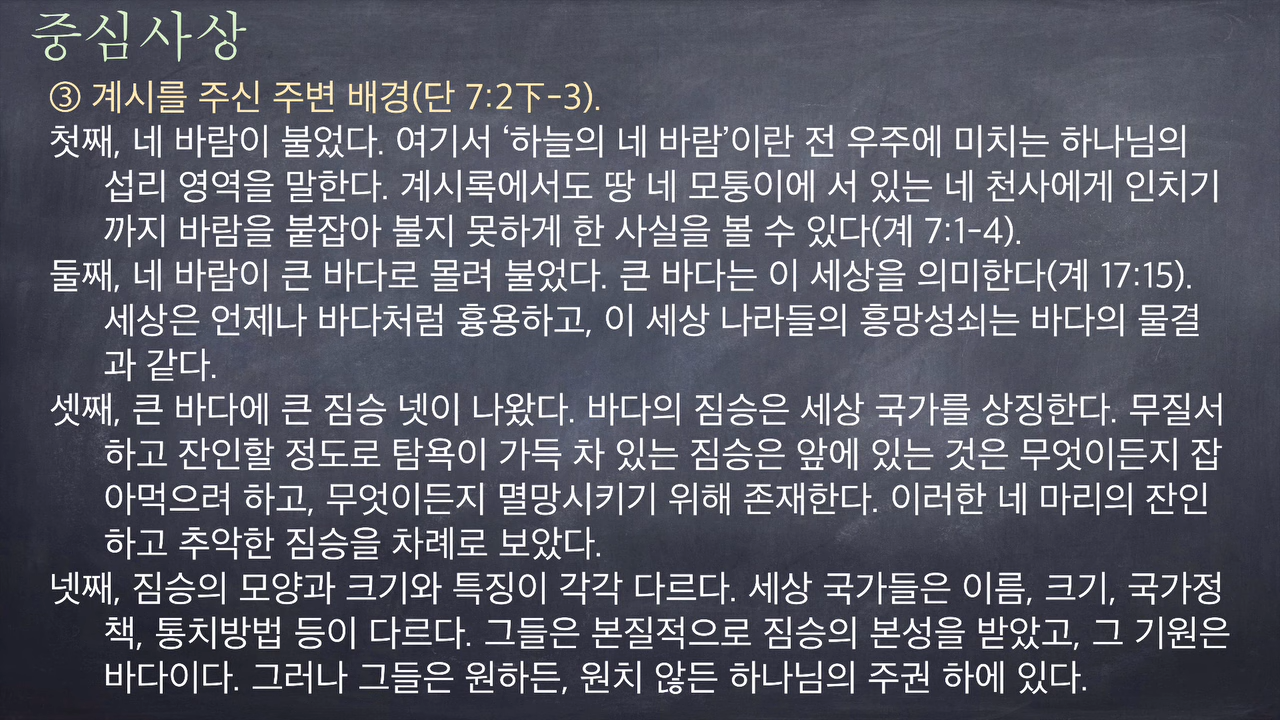 중심사상
③ 계시를 주신 주변 배경(단 7:2下-3).
첫째, 네 바람이 불었다. 여기서 ‘하늘의 네 바람’이란 전 우주에 미치는 하나님의
섭리 영역을 말한다. 계시록에서도 땅 네 모퉁이에 서 있는 네 천사에게 인치기
까지 바람을 붙잡아 불지 못하게 한 사실을 볼 수 있다(계 7:1-4).
둘째, 네 바람이 큰 바다로 몰려 불었다. 큰 바다는 이 세상을 의미한다(계 17:15).
세상은 언제나 바다처럼 흉용하고, 이 세상 나라들의 흥망성쇠는 바다의 물결
과 같다.
셋째, 큰 바다에 큰 짐승 넷이 나왔다. 바다의 짐승은 세상 국가를 상징한다. 무질서
하고 잔인할 정도로 탐욕이 가득 차 있는 짐승은 앞에 있는 것은 무엇이든지 잡
아먹으려 하고, 무엇이든지 멸망시키기 위해 존재한다. 이러한 네 마리의 잔인
하고 추악한 짐승을 차례로 보았다.
넷째, 짐승의 모양과 크기와 특징이 각각 다르다. 세상 국가들은 이름, 크기, 국가정
책, 통치방법 등이 다르다. 그들은 본질적으로 짐승의 본성을 받았고, 그 기원은
바다이다. 그러나 그들은 원하든, 원치 않든 하나님의 주권 하에 있다.